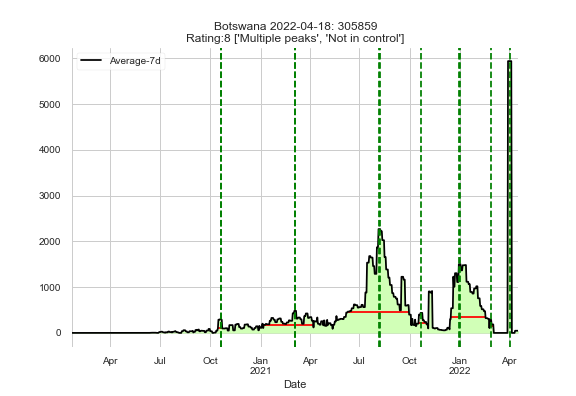 Botswana 2022-04-18: 305859
Rating:8 ['Multiple peaks', 'Not in control']
Average-7d
6000
5000
4000
3000
2000
1000
0
Apr Jul Oct Jan Apr Jul Oct Jan Apr
2021 2022
Date